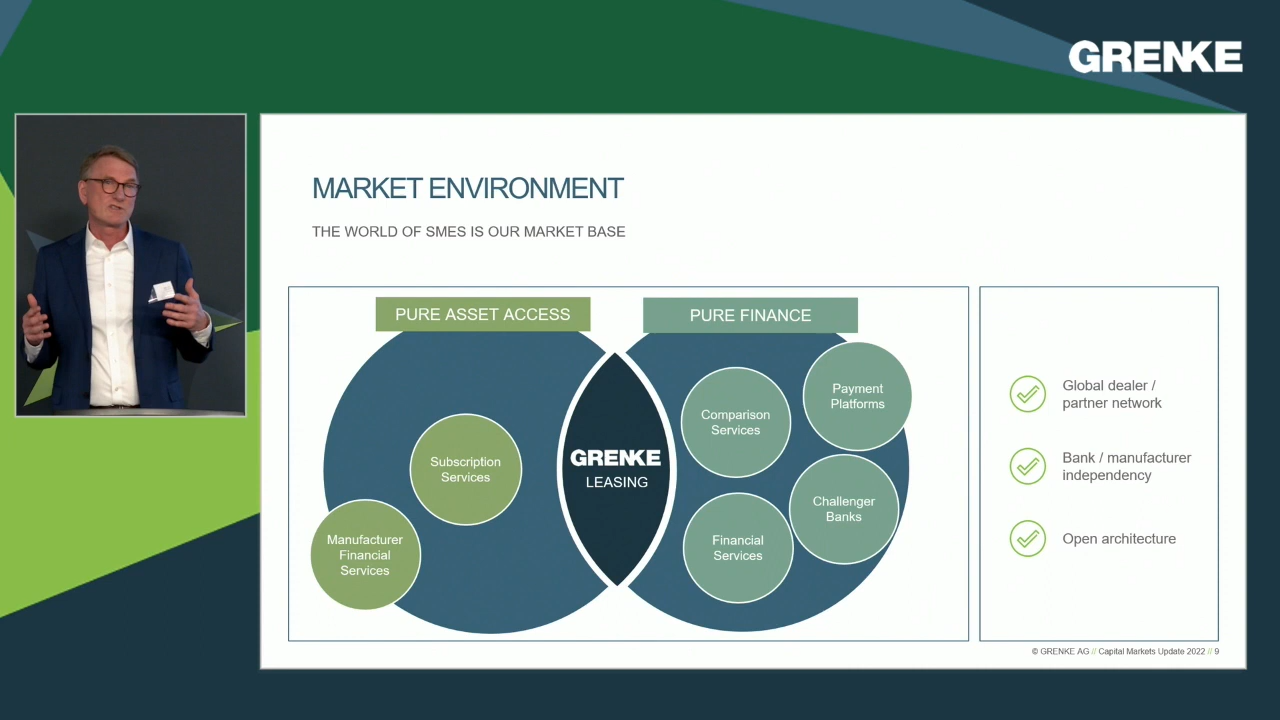 GRENKE
MARKET ENVIRONMENT
THE WORLD OF SMES IS OUR MARKET BASE
PURE ASSET ACCESS
PURE FINANCE
Payment
Platforms
Comparison
Services
Subscription
Services
GRENKE
LEASING
Challenger
Banks
Manufacturer
Financial
Services
Financial
Services
Global dealer /
partner network
Bank / manufacturer
independency
Open architecture
© GRENKE AG // Capital Markets Update 2022 // 9